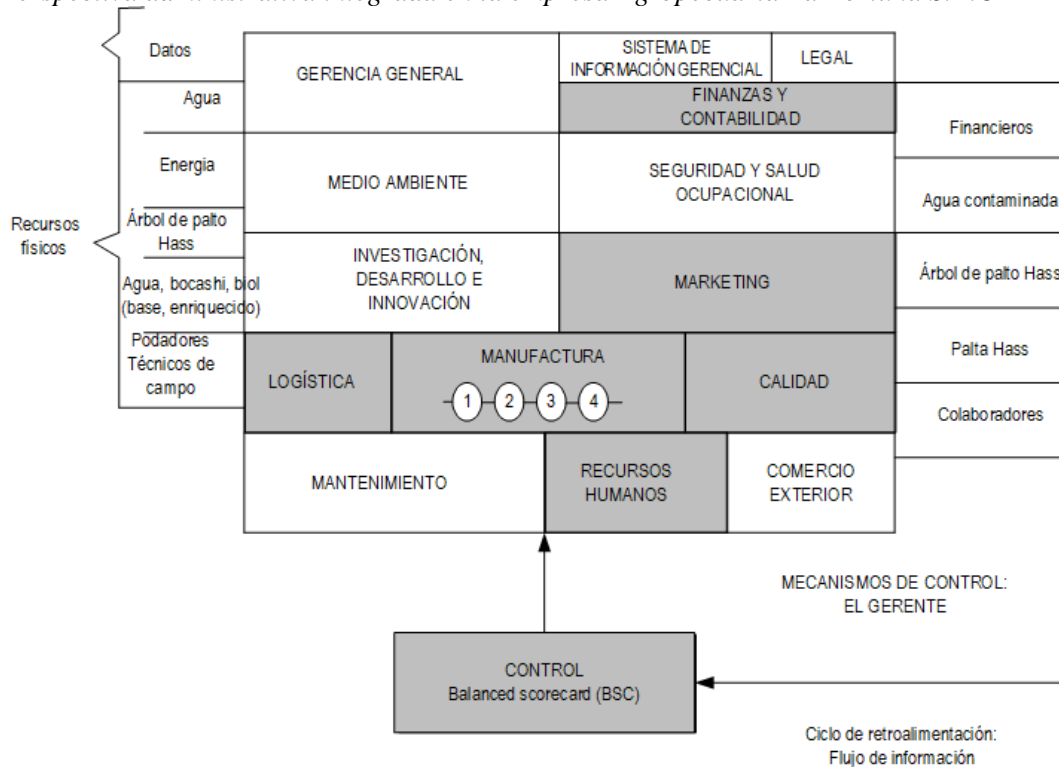 Datos
Agua
Energia
Árbol de palto
Hass
Recursos
físicos
Agua, bocashi, biol
(base, enriquecido)
Podadores
Técnicos de
campo
GERENCIA GENERAL
SISTEMA DE
INFORMACIÓN GERENCIAL
LEGAL
FINANZAS Y
CONTABILIDAD
MEDIO AMBIENTE
SEGURIDAD Y SALUD
OCUPACIONAL
INVESTIGACIÓN,
DESARROLLO E
INNOVACIÓN
MARKETING
LOGÍSTICA
MANUFACTURA
1 2 3 4
CALIDAD
MANTENIMIENTO
RECURSOS
HUMANOS
COMERCIO
EXTERIOR
Financieros
Agua contaminada
Árbol de palto Hass
Palta Hass
Colaboradores
MECANISMOS DE CONTROL:
EL GERENTE
CONTROL
Balanced scorecard (BSC)
Ciclo de retroalimentación:
Flujo de información